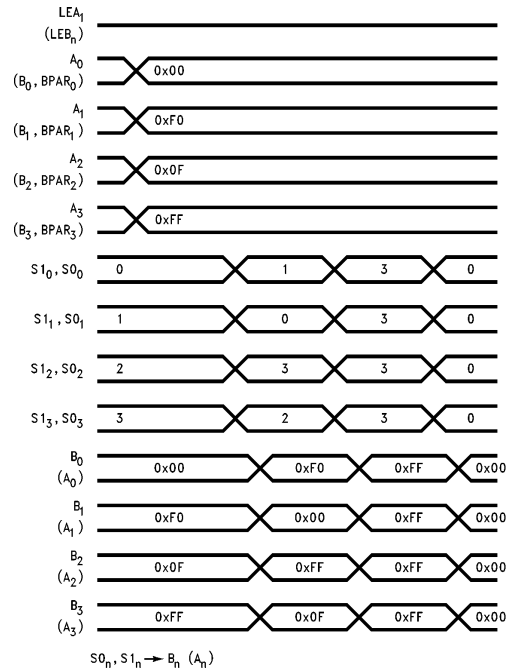 LEA₁
(LEBₙ)
A₀
(B₀, BPAR₀)
0x00
A₁
(B₁, BPAR₁)
0xF0
A₂
(B₂, BPAR₂)
0x0F
A₃
(B₃, BPAR₃)
0xFF
S1₀, S0₀ 0 1 3 0
S1₁, S0₁ 1 0 3 0
S1₂, S0₂ 2 3 3 0
S1₃, S0₃ 3 2 3 0
B₀
(A₀)
0x00 0xF0 0xFF 0x00
B₁
(A₁)
0xF0 0x00 0xFF 0x00
B₂
(A₂)
0x0F 0xFF 0xFF 0x00
B₃
(A₃)
0xFF 0x0F 0xFF 0x00
S0ₙ, S1ₙ → Bₙ (Aₙ)